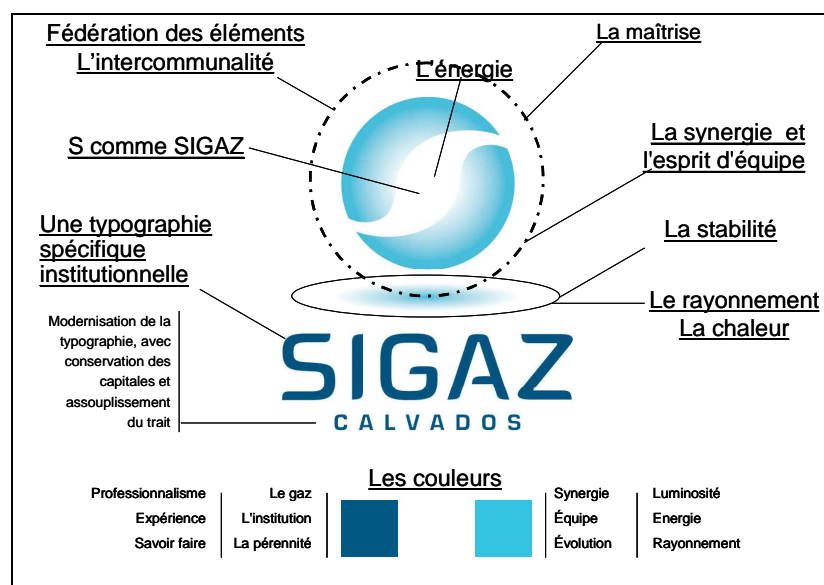 Fédération des éléments
L'intercommunalité
La maîtrise
L'énergie
S comme SIGAZ
La synergie et
l'esprit d'équipe
Une typographie
spécifique
institutionnelle
La stabilité
Le rayonnement
La chaleur
Modernisation de la
typographie, avec
conservation des
capitales et
assouplissement
du trait
SIGAZ
CALVADOS
Les couleurs
Professionnalisme
Expérience
Savoir faire
Le gaz
L'institution
La pérennité
Synergie
Équipe
Évolution
Luminosité
Energie
Rayonnement